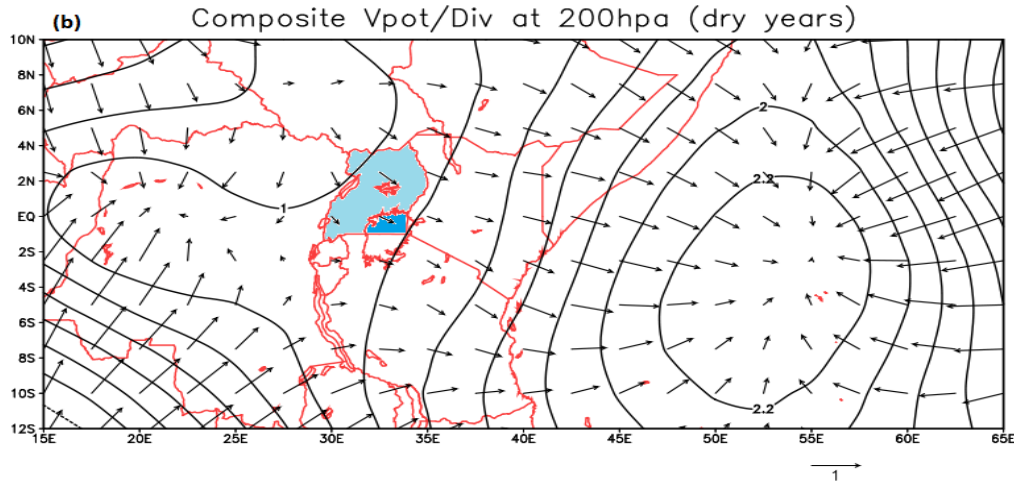 (b) Composite Vpot/Div at 200hpa (dry years)
10N
8N
6N
4N
2N
EQ
2S
4S
6S
8S
10S
12S
2
2.2
1
2.2
15E 20E 25E 30E 35E 40E 45E 50E 55E 60E 65E
1